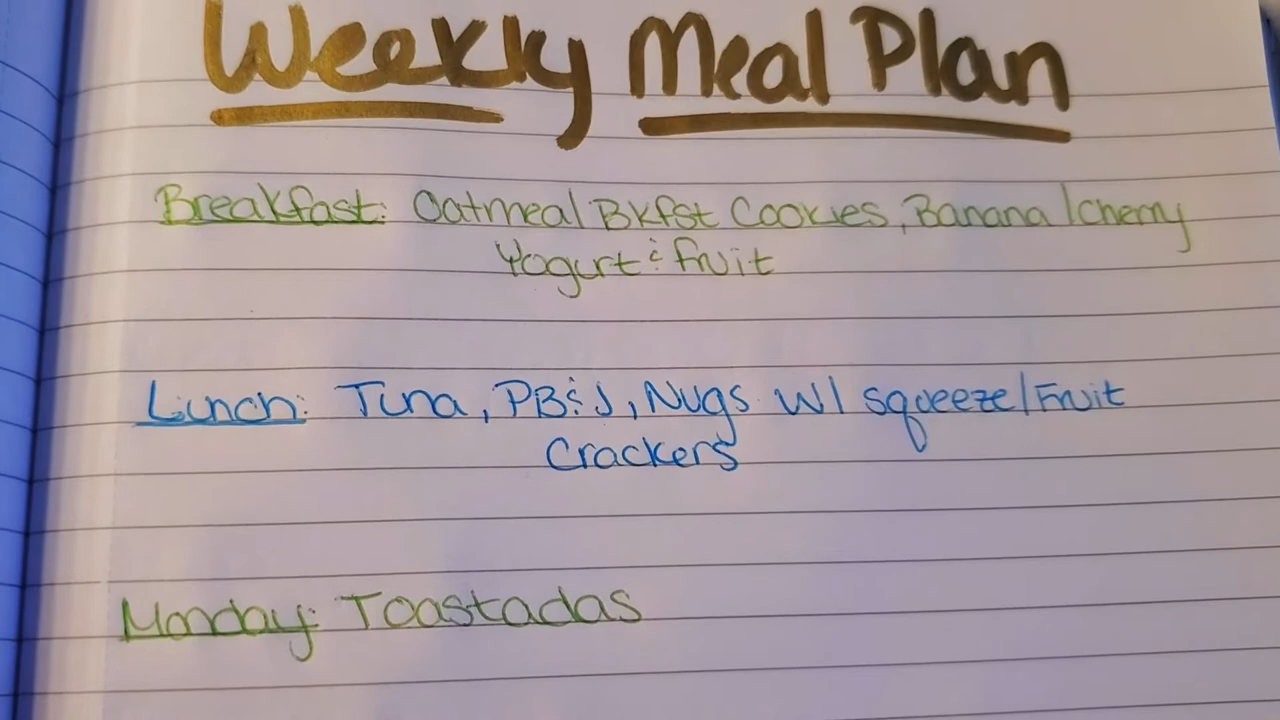 Weekly Meal Plan
Breakfast: Oatmeal Bkfst Cookies, Banana/Cherry
Yogurt & Fruit
Lunch: Tuna, PB&J, Nugs W/ Squeeze/Fruit
Crackers
Monday: Toastadas